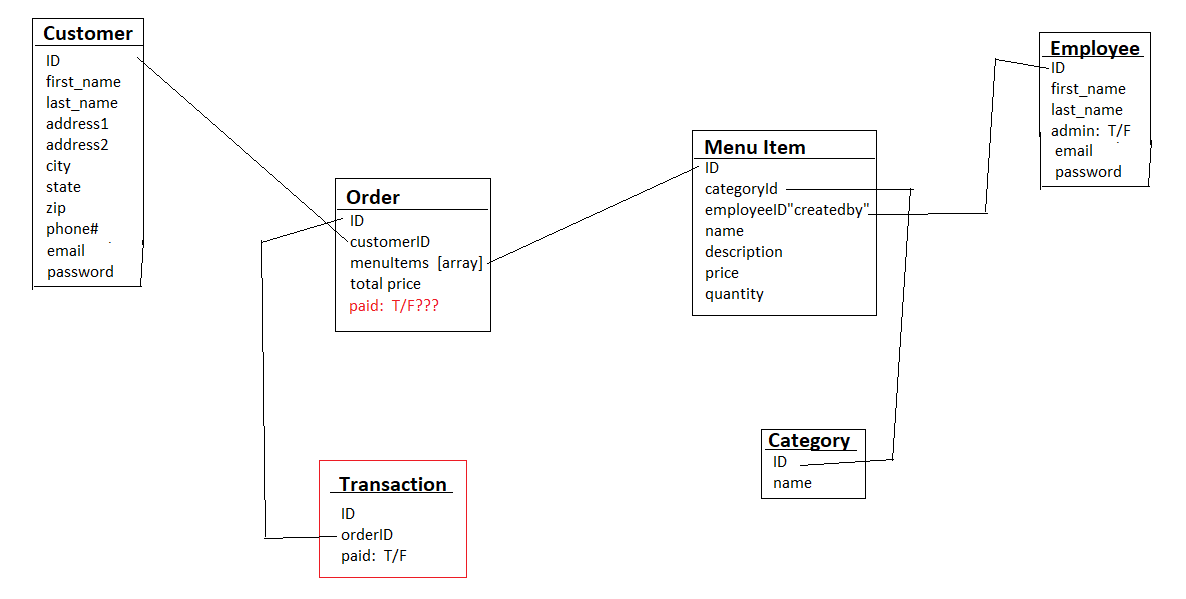 Customer
ID
first_name
last_name
address1
address2
city
state
zip
phone#
email
password
Order
ID
customerID
menuItems [array]
total price
paid: T/F???
Transaction
ID
orderID
paid: T/F
Menu Item
ID
categoryId
employeeID"createdby"
name
description
price
quantity
Category
ID
name
Employee
ID
first_name
last_name
admin: T/F
email
password